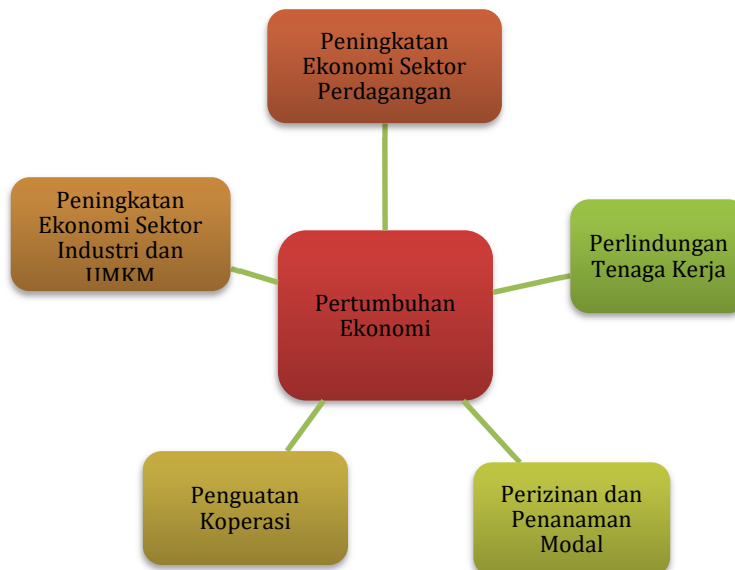 Peningkatan
Ekonomi Sektor
Perdagangan
Peningkatan
Ekonomi Sektor
Industri dan
UMKM
Perlindungan
Tenaga Kerja
Pertumbuhan
Ekonomi
Penguatan
Koperasi
Perizinan dan
Penanaman
Modal